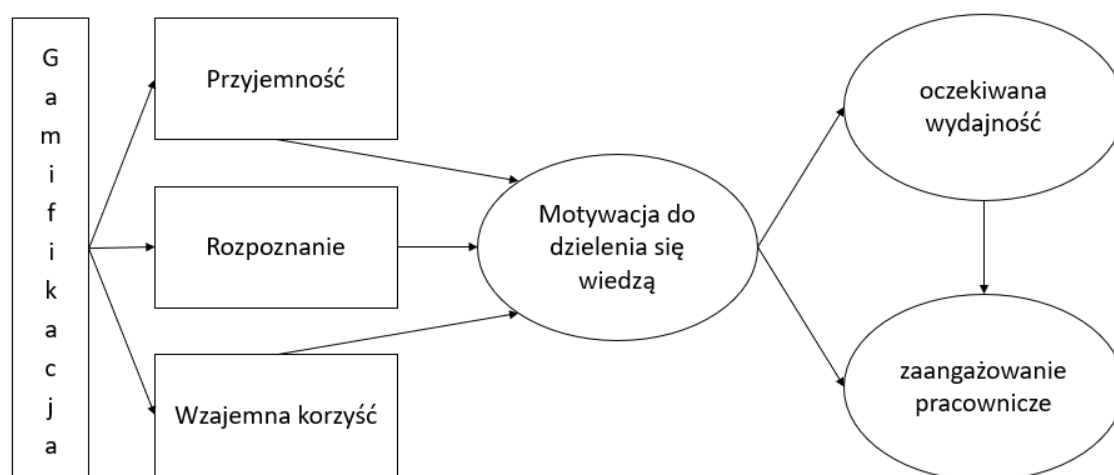 G
a
m
i
f
i
k
a
c
j
a
Przyjemność
Rozpoznanie
Wzajemna korzyść
Motywacja do
dzielenia się
wiedzą
oczekiwana
wydajność
zaangażowanie
pracownicze